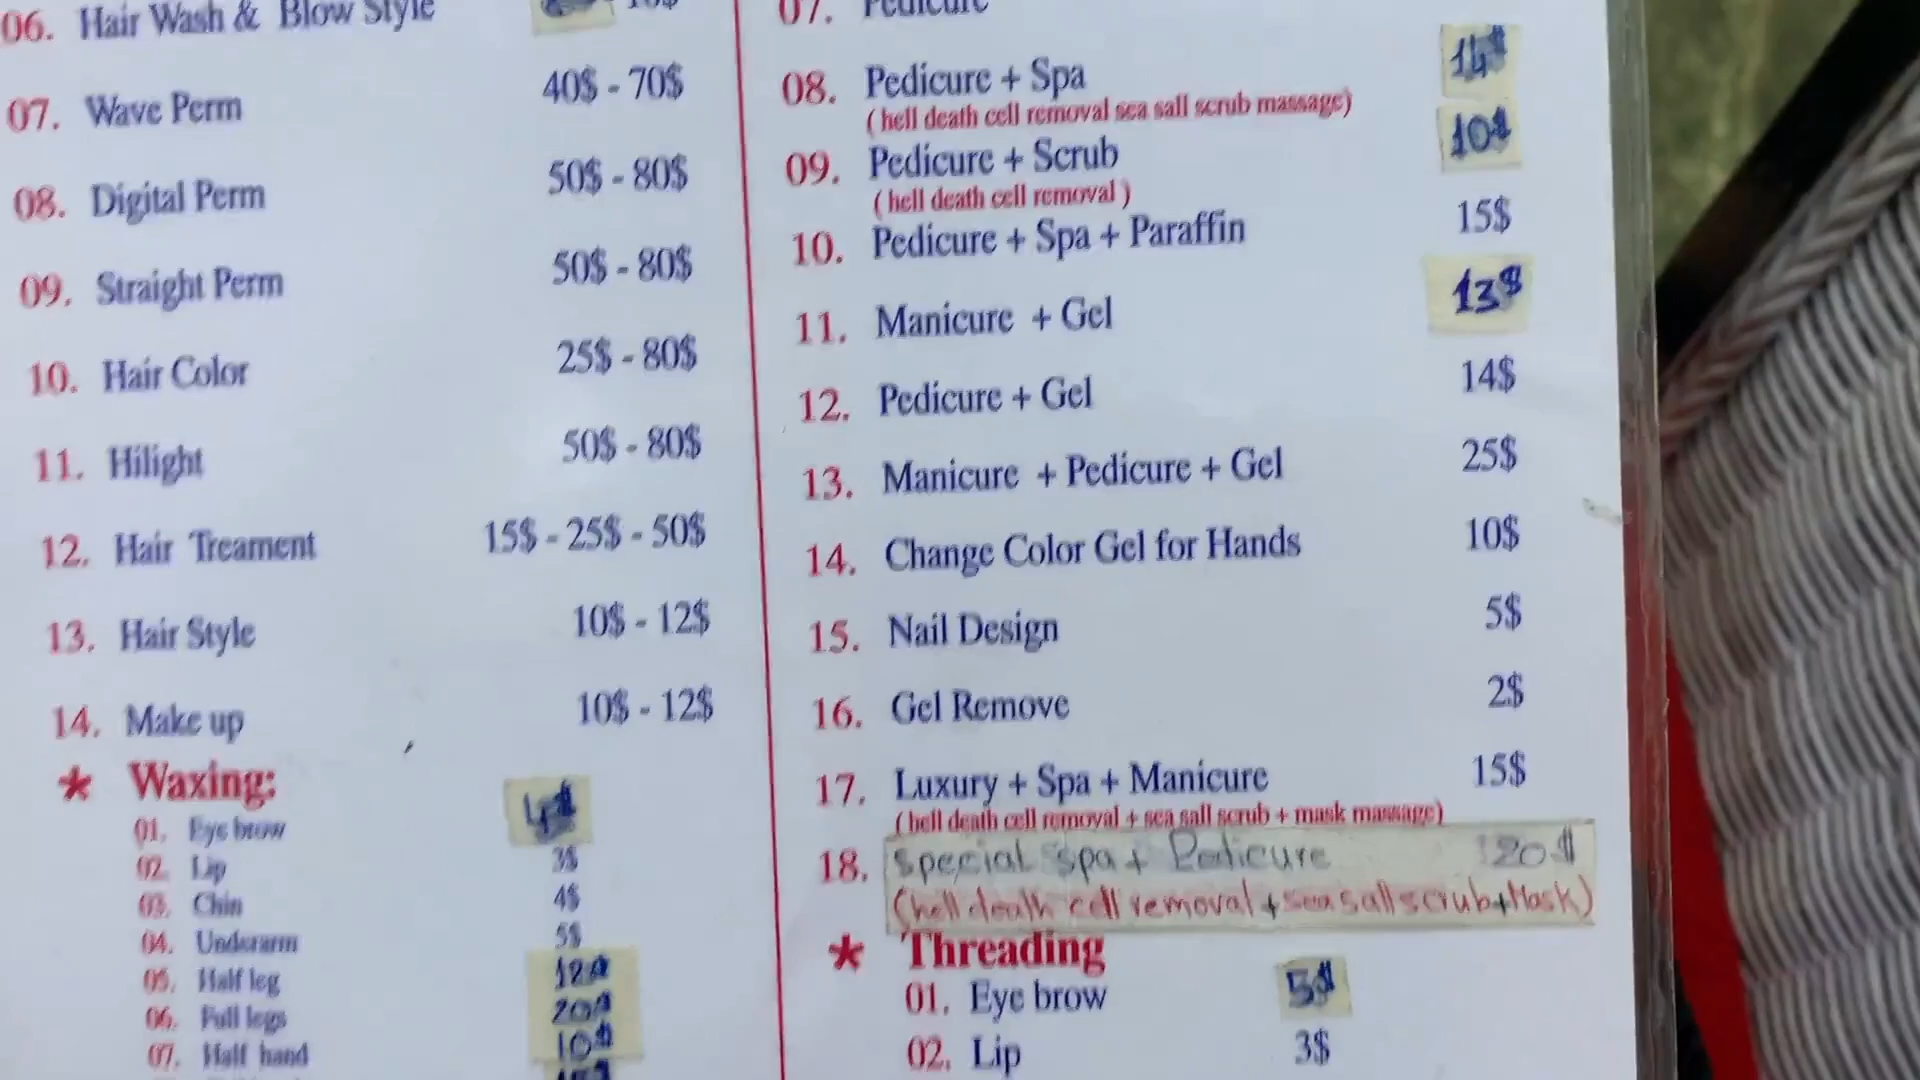 06. Hair Wash & Blow Style
07. Wave Perm 40$ - 70$
08. Digital Perm 50$ - 80$
09. Straight Perm 50$ - 80$
10. Hair Color 25$ - 80$
11. Hilight 50$ - 80$
12. Hair Treament 15$ - 25$ - 50$
13. Hair Style 10$ - 12$
14. Make up 10$ - 12$
* Waxing:
01. Eye brow 4$
02. Lip 3$
03. Chin 4$
04. Underarm 5$
05. Half leg 12$
06. Full legs 20$
07. Half hand 10$
07. Pedicure
08. Pedicure + Spa 14$
(hell death cell removal sea sall scrub massage)
09. Pedicure + Scrub 10$
(hell death cell removal)
10. Pedicure + Spa + Paraffin 15$
11. Manicure + Gel 13$
12. Pedicure + Gel 14$
13. Manicure + Pedicure + Gel 25$
14. Change Color Gel for Hands 10$
15. Nail Design 5$
16. Gel Remove 2$
17. Luxury + Spa + Manicure 15$
(hell death cell removal + sea sall scrub + mask massage)
18. Special Spa + Pedicure 20$
(hell death cell removal + sea sall scrub + Mask)
* Threading
01. Eye brow 5$
02. Lip 3$